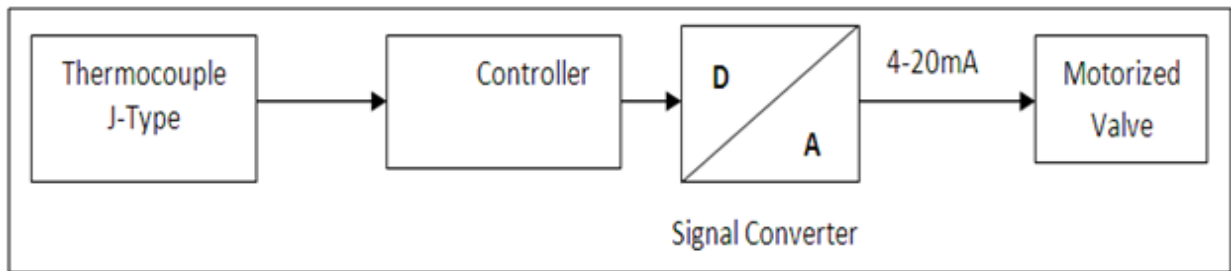 Thermocouple
J-Type
Controller
D
A
4-20mA
Motorized
Valve
Signal Converter